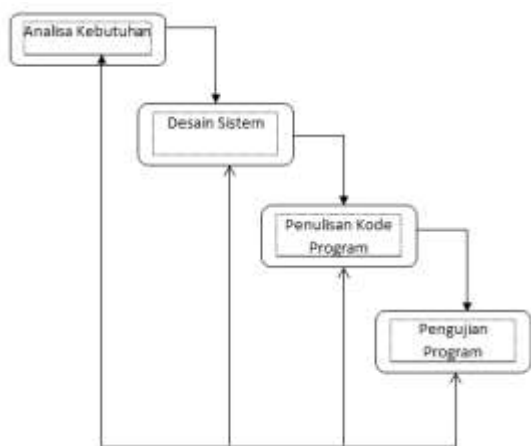 Analisa Kebutuhan
Desain Sistem
Penulisan Kode
Program
Pengujian
Program